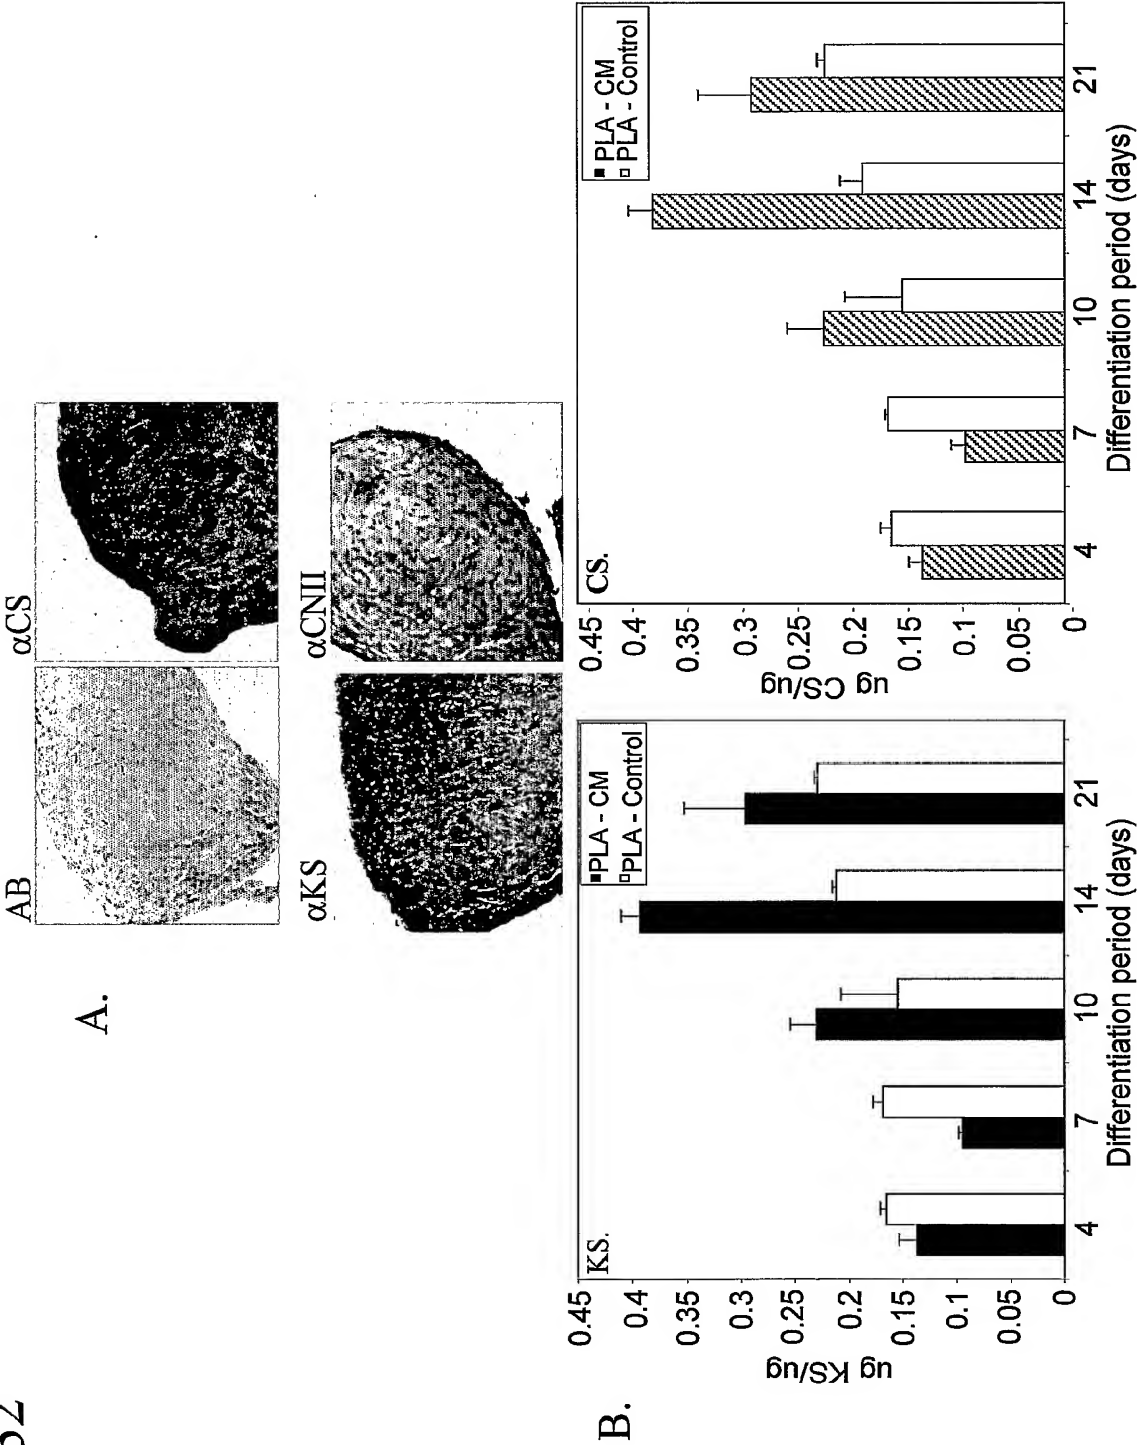 A.
AB
αCS
αKS
αCNII
B.
KS.
PLA - CM
PLA - Control
ug KS/ug
0.45
0.4
0.35
0.3
0.25
0.2
0.15
0.1
0.05
0
4 7 10 14 21
Differentiation period (days)
CS.
PLA - CM
PLA - Control
ug CS/ug
0.45
0.4
0.35
0.3
0.25
0.2
0.15
0.1
0.05
0
4 7 10 14 21
Differentiation period (days)